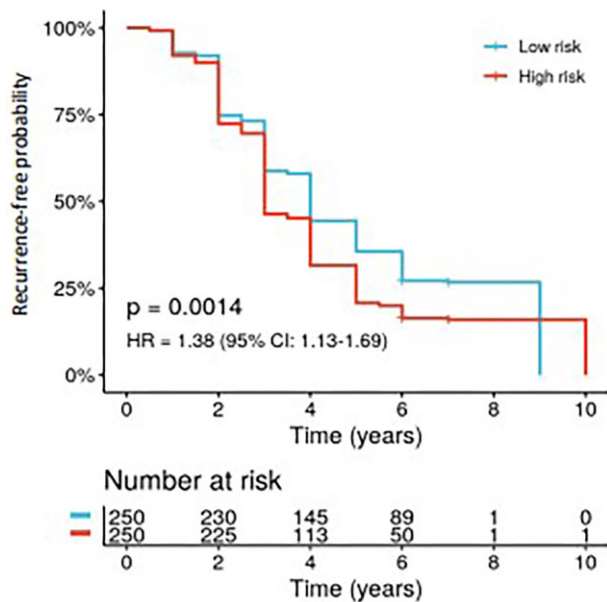 100%
75%
50%
25%
0%
Recurrence-free probability
Low risk
High risk
p = 0.0014
HR = 1.38 (95% CI: 1.13-1.69)
0 2 4 6 8 10
Time (years)
Number at risk
250 230 145 89 1 0
250 225 113 50 1 1
0 2 4 6 8 10
Time (years)